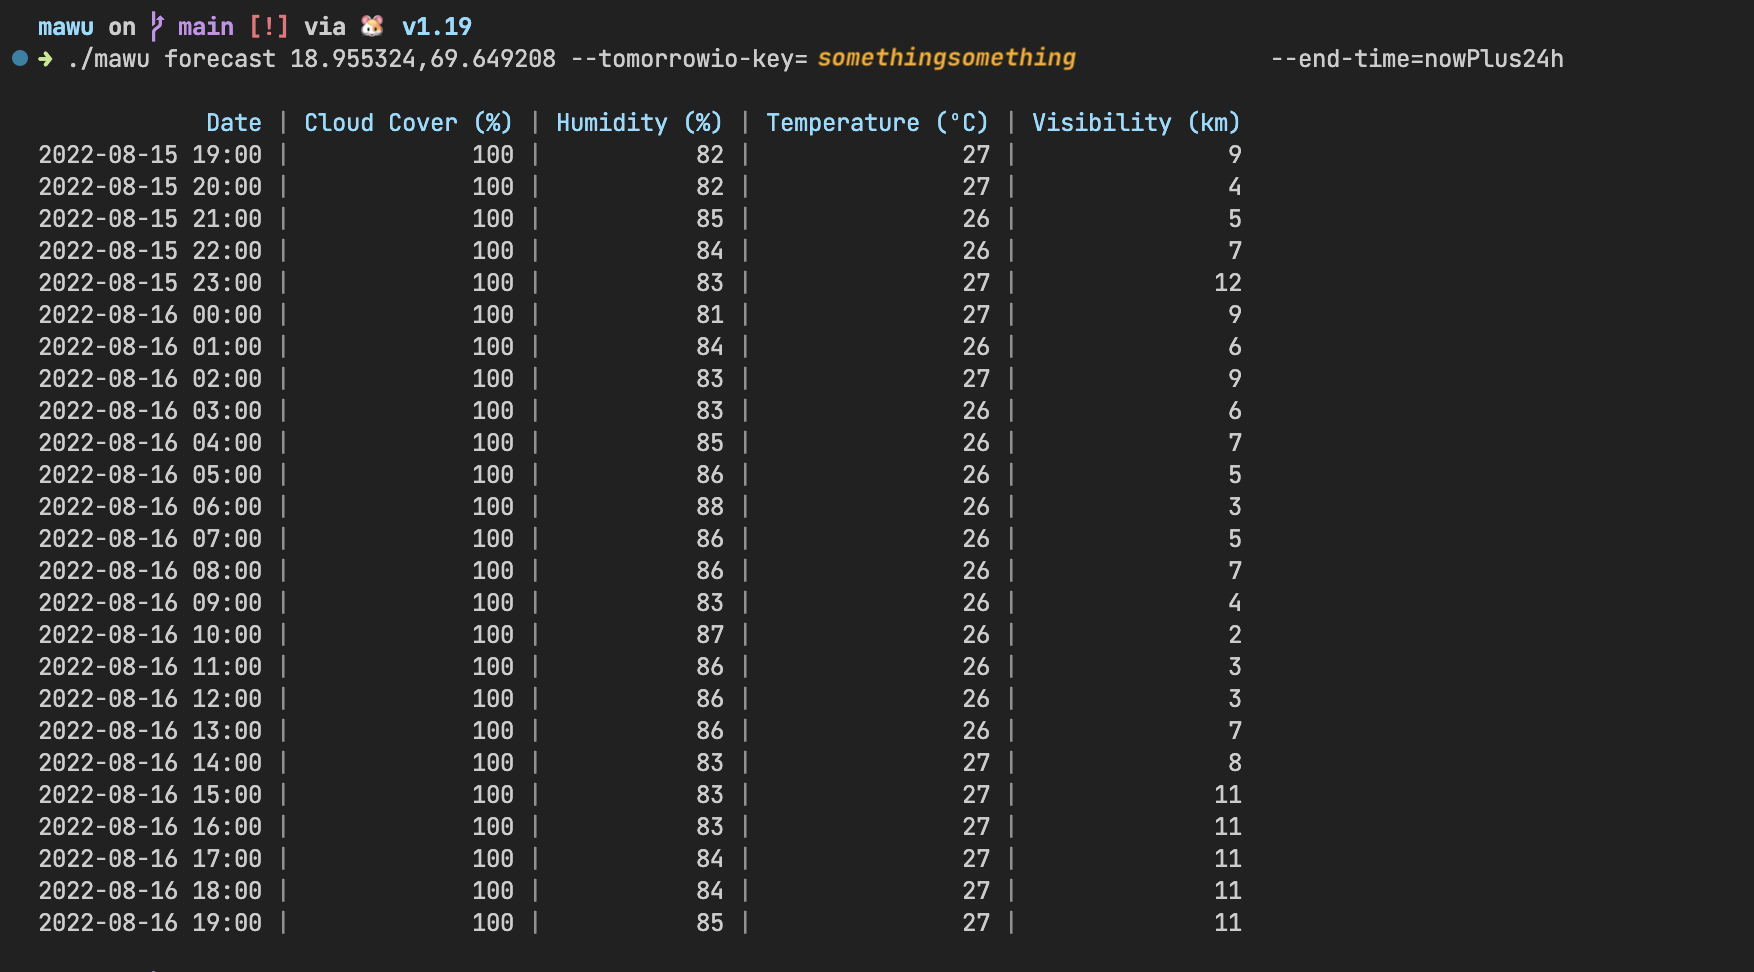 mawu on main [!] via 🐹 v1.19
➜ ./mawu forecast 18.955324,69.649208 --tomorrowio-key= somethingsomething --end-time=nowPlus24h
Date | Cloud Cover (%) | Humidity (%) | Temperature (°C) | Visibility (km)
2022-08-15 19:00 | 100 | 82 | 27 | 9
2022-08-15 20:00 | 100 | 82 | 27 | 4
2022-08-15 21:00 | 100 | 85 | 26 | 5
2022-08-15 22:00 | 100 | 84 | 26 | 7
2022-08-15 23:00 | 100 | 83 | 27 | 12
2022-08-16 00:00 | 100 | 81 | 27 | 9
2022-08-16 01:00 | 100 | 84 | 26 | 6
2022-08-16 02:00 | 100 | 83 | 27 | 9
2022-08-16 03:00 | 100 | 83 | 26 | 6
2022-08-16 04:00 | 100 | 85 | 26 | 7
2022-08-16 05:00 | 100 | 86 | 26 | 5
2022-08-16 06:00 | 100 | 88 | 26 | 3
2022-08-16 07:00 | 100 | 86 | 26 | 5
2022-08-16 08:00 | 100 | 86 | 26 | 7
2022-08-16 09:00 | 100 | 83 | 26 | 4
2022-08-16 10:00 | 100 | 87 | 26 | 2
2022-08-16 11:00 | 100 | 86 | 26 | 3
2022-08-16 12:00 | 100 | 86 | 26 | 3
2022-08-16 13:00 | 100 | 86 | 26 | 7
2022-08-16 14:00 | 100 | 83 | 27 | 8
2022-08-16 15:00 | 100 | 83 | 27 | 11
2022-08-16 16:00 | 100 | 83 | 27 | 11
2022-08-16 17:00 | 100 | 84 | 27 | 11
2022-08-16 18:00 | 100 | 84 | 27 | 11
2022-08-16 19:00 | 100 | 85 | 27 | 11